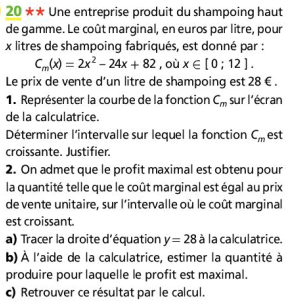 20 ★★ Une entreprise produit du shampoing haut
de gamme. Le coût marginal, en euros par litre, pour
x litres de shampoing fabriqués, est donné par :
Cₘ(x) = 2x² – 24x + 82 , où x ∈ [ 0 ; 12 ] .
Le prix de vente d'un litre de shampoing est 28 € .
1. Représenter la courbe de la fonction Cₘ sur l'écran
de la calculatrice.
Déterminer l'intervalle sur lequel la fonction Cₘ est
croissante. Justifier.
2. On admet que le profit maximal est obtenu pour
la quantité telle que le coût marginal est égal au prix
de vente unitaire, sur l'intervalle où le coût marginal
est croissant.
a) Tracer la droite d'équation y = 28 à la calculatrice.
b) À l'aide de la calculatrice, estimer la quantité à
produire pour laquelle le profit est maximal.
c) Retrouver ce résultat par le calcul.